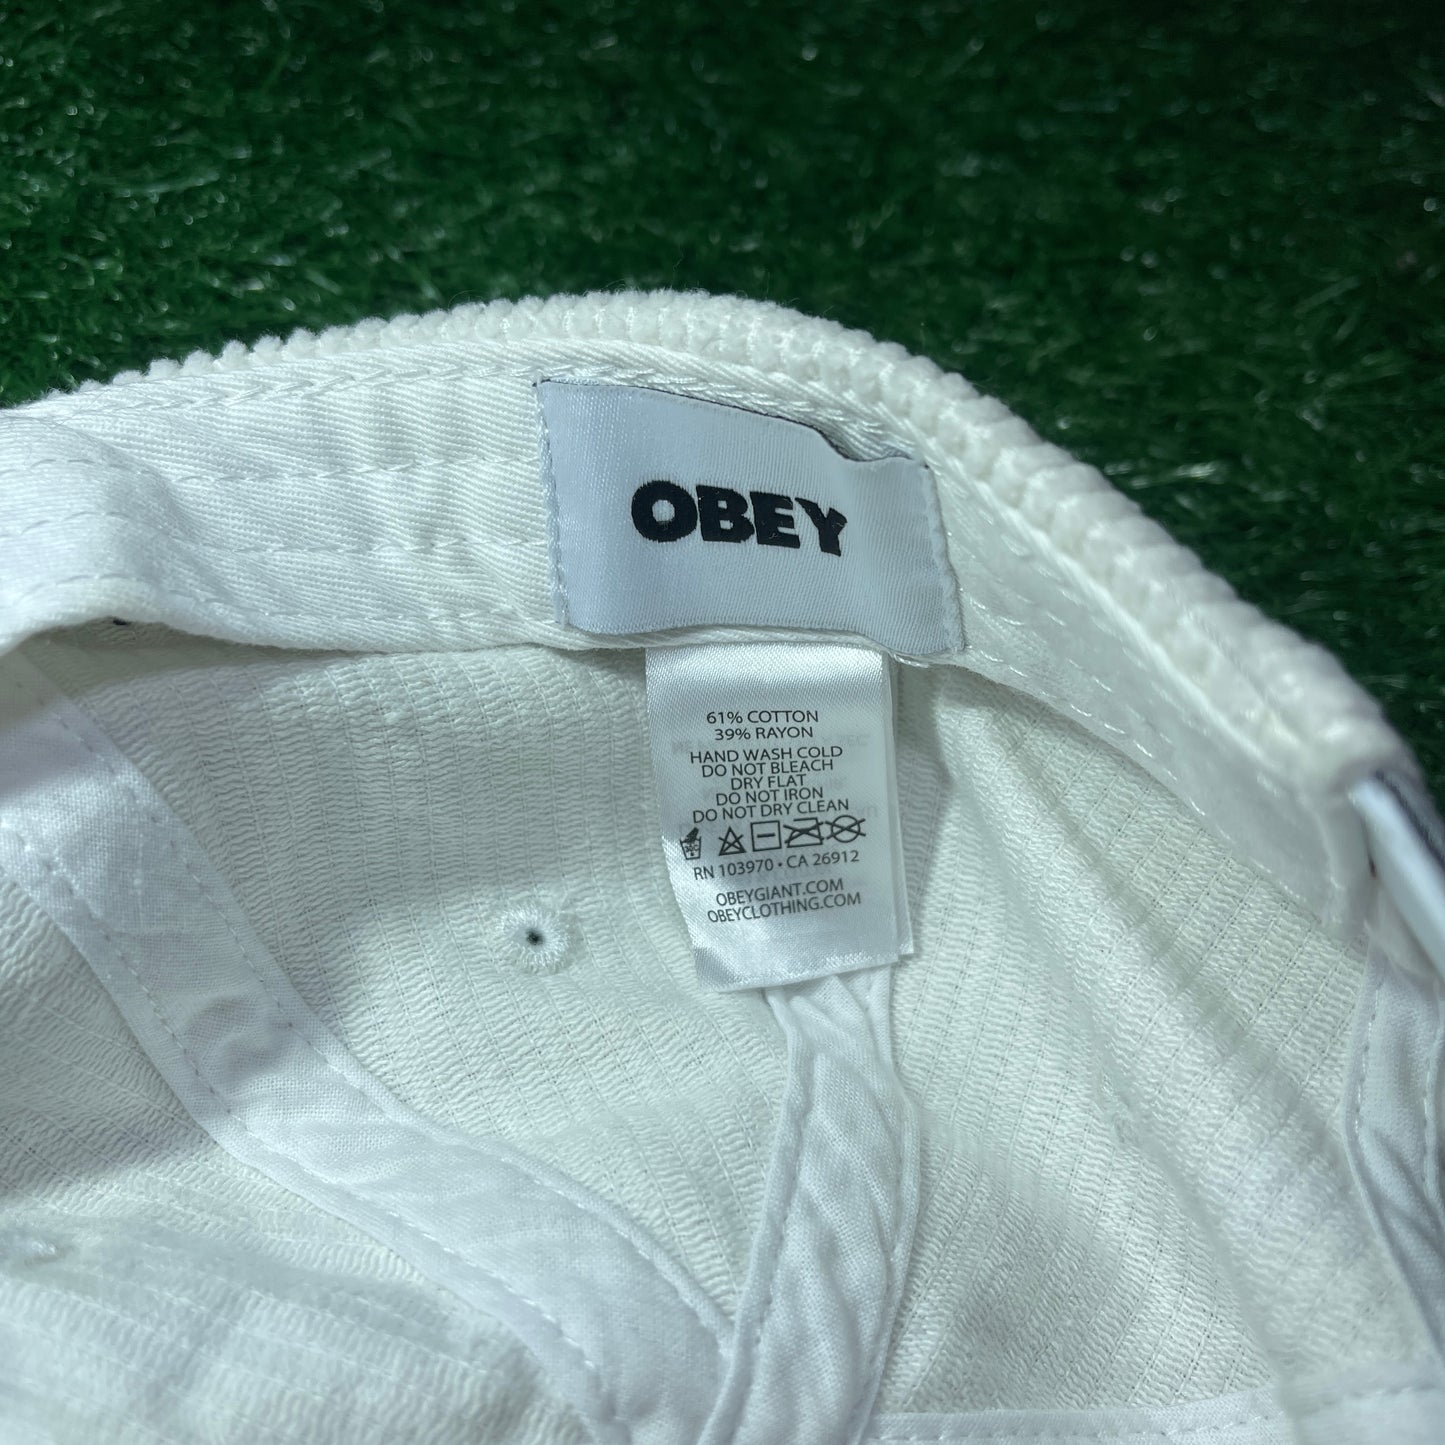 OBEY
61% COTTON
39% RAYON
HAND WASH COLD
DO NOT BLEACH
DRY FLAT
DO NOT IRON
DO NOT DRY CLEAN
RN 103970 • CA 26912
OBEYGIANT.COM
OBEYCLOTHING.COM